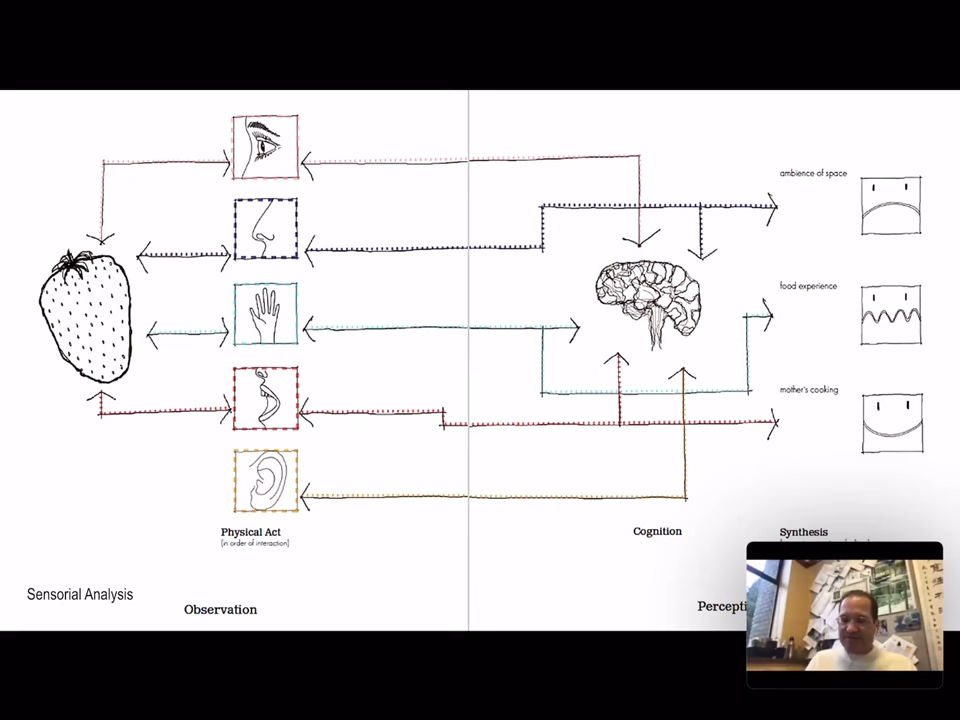 ambience of space
food experience
mother's cooking
Physical Act
(in order of interaction)
Cognition
Synthesis
Sensorial Analysis
Observation